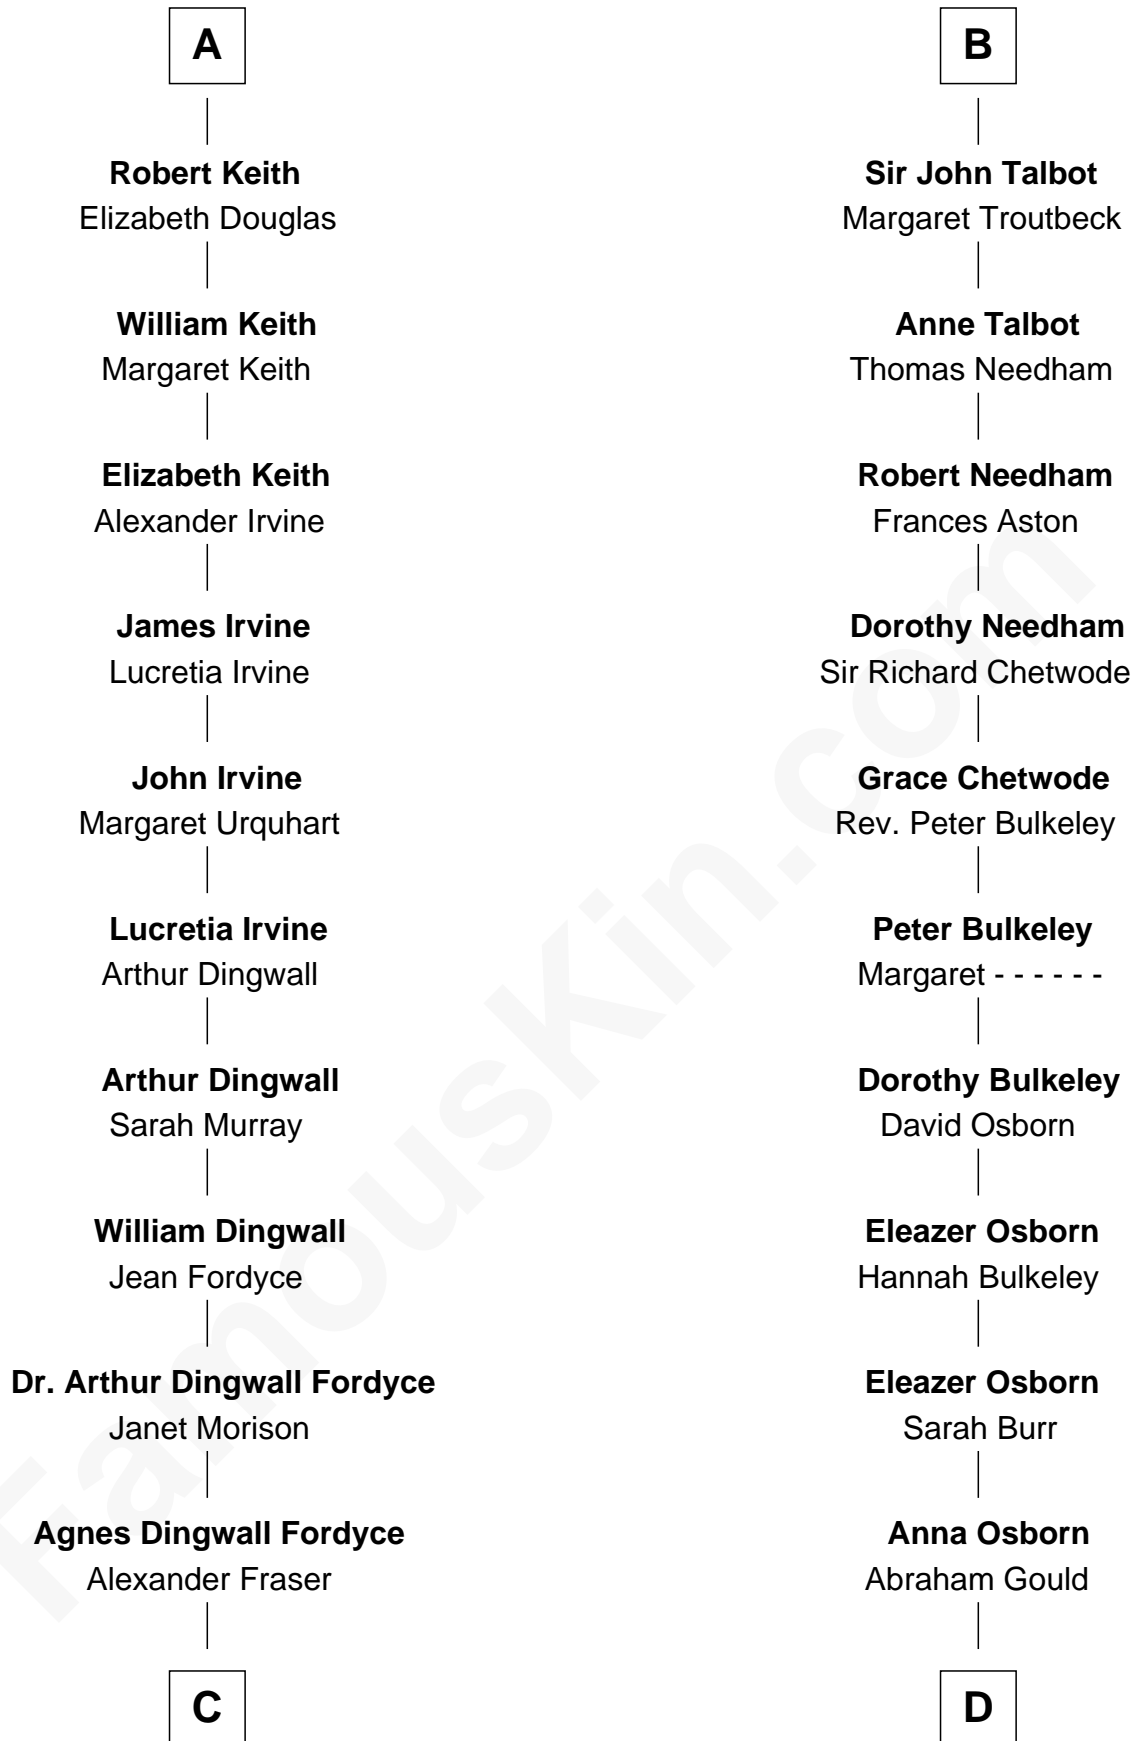 A
Robert Keith
Elizabeth Douglas
William Keith
Margaret Keith
Elizabeth Keith
Alexander Irvine
James Irvine
Lucretia Irvine
John Irvine
Margaret Urquhart
Lucretia Irvine
Arthur Dingwall
Arthur Dingwall
Sarah Murray
William Dingwall
Jean Fordyce
Dr. Arthur Dingwall Fordyce
Janet Morison
Agnes Dingwall Fordyce
Alexander Fraser
C
B
Sir John Talbot
Margaret Troutbeck
Anne Talbot
Thomas Needham
Robert Needham
Frances Aston
Dorothy Needham
Sir Richard Chetwode
Grace Chetwode
Rev. Peter Bulkeley
Peter Bulkeley
Margaret - - - - - -
Dorothy Bulkeley
David Osborn
Eleazer Osborn
Hannah Bulkeley
Eleazer Osborn
Sarah Burr
Anna Osborn
Abraham Gould
D
FamousKin.com